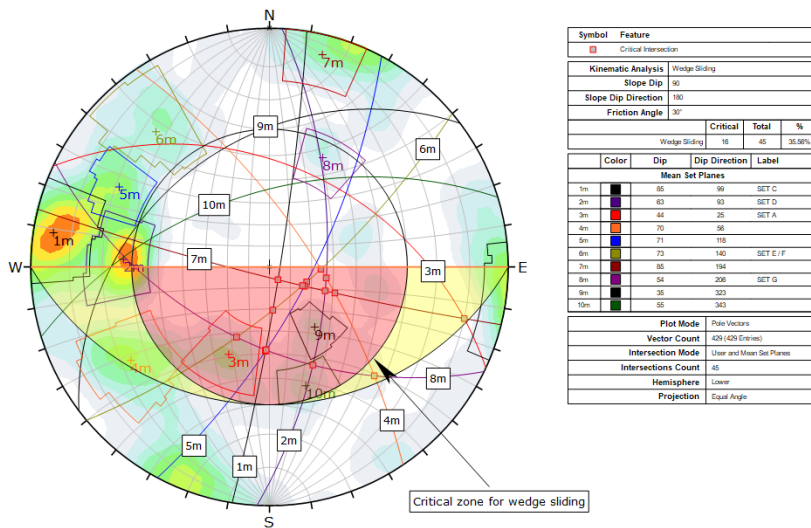 N
W
E
S
1m
2m
3m
4m
5m
6m
7m
8m
9m
10m
9m
6m
10m
7m
3m
8m
4m
5m
2m
1m
Critical zone for wedge sliding
Symbol Feature
Critical Intersection
Kinematic Analysis Wedge Sliding
Slope Dip 90
Slope Dip Direction 180
Friction Angle 30°
Critical Total %
Wedge Sliding 16 45 35.56%
Color Dip Dip Direction Label
Mean Set Planes
1m 85 99 SET C
2m 63 93 SET D
3m 44 25 SET A
4m 70 56
5m 71 118
6m 73 140 SET E / F
7m 85 194
8m 54 206 SET G
9m 35 323
10m 55 343
Plot Mode Pole Vectors
Vector Count 429 (429 Entries)
Intersection Mode User and Mean Set Planes
Intersections Count 45
Hemisphere Lower
Projection Equal Angle